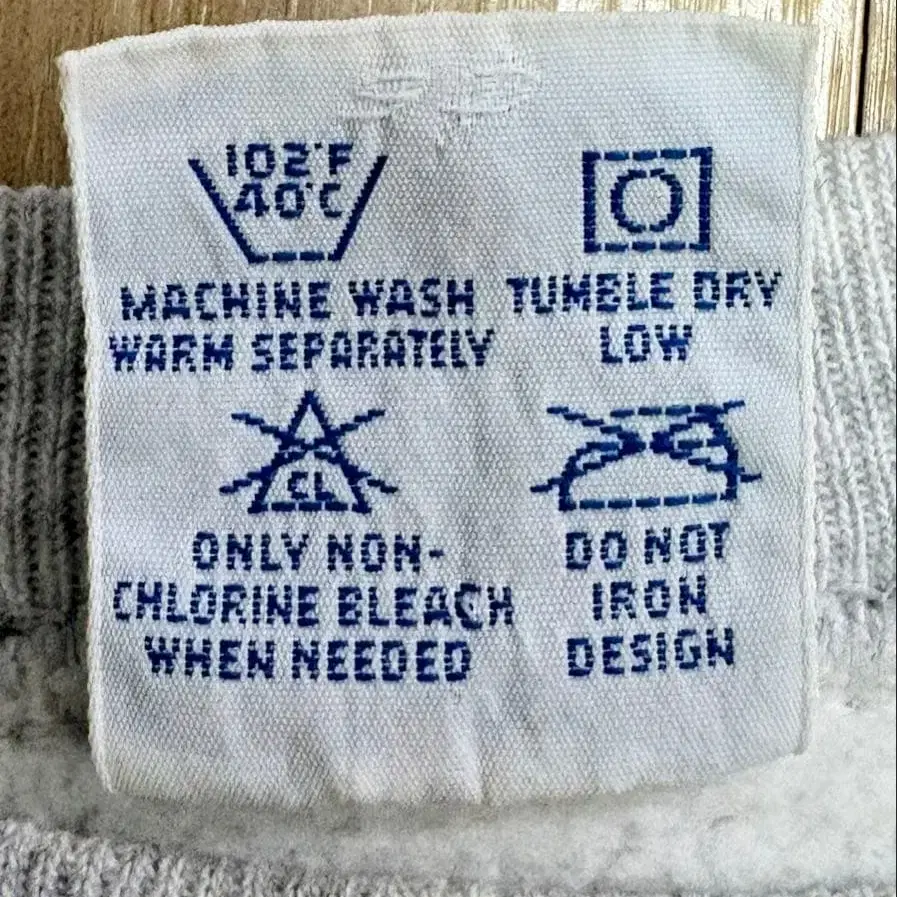 102°F
40°C
MACHINE WASH
WARM SEPARATELY
TUMBLE DRY
LOW
CL
ONLY NON-
CHLORINE BLEACH
WHEN NEEDED
DO NOT
IRON
DESIGN